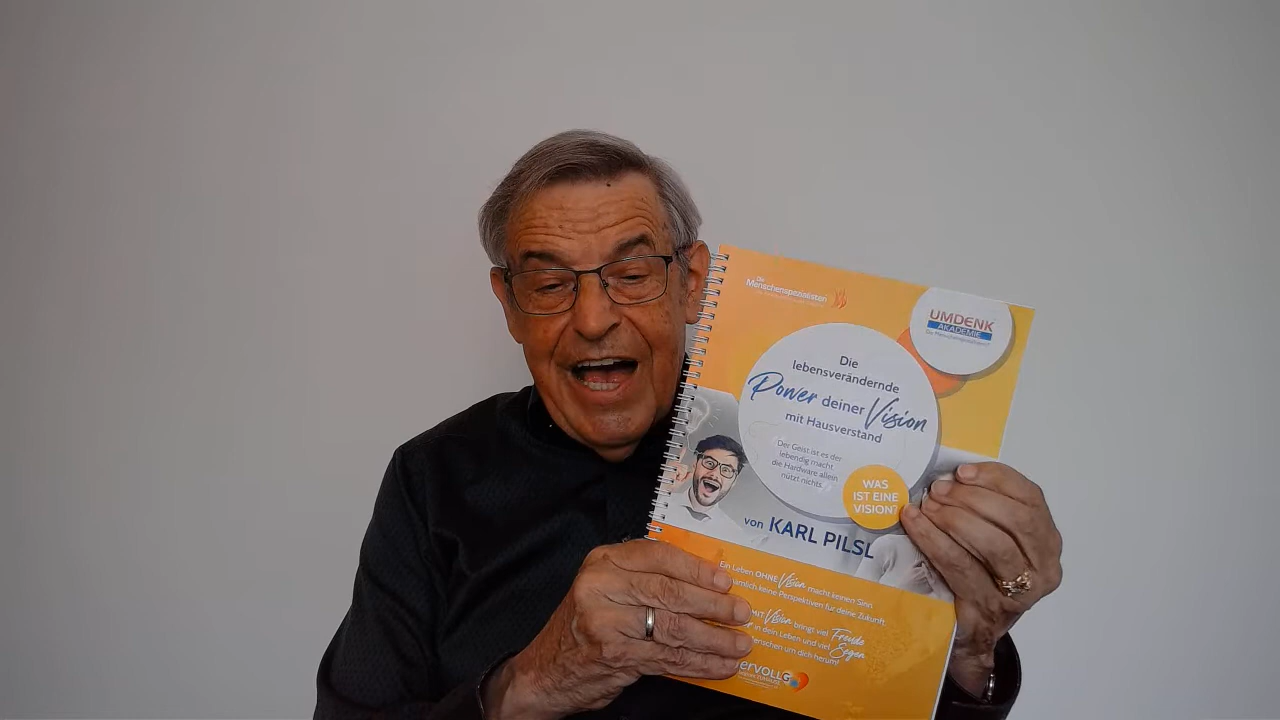 Die
Menschenspezialisten
UMDENK
AKADEMIE
Die Menschenspezialisten
Die
lebensverändernde
Power deiner Vision
mit Hausverstand
Der Geist ist es der
lebendig macht
die Hardware allein
nützt nichts
WAS
IST EINE
VISION?
von KARL PILSL
Ein Leben OHNE Vision macht keinen Sinn
keine Perspektiven für deine Zukunft
MIT Vision bringt viel Freude
in dein Leben und viel Segen
um dich herum!